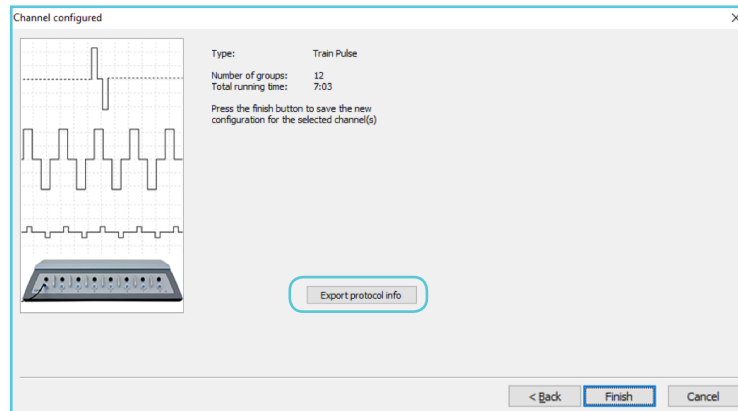 Channel configured
Type: Train Pulse
Number of groups: 12
Total running time: 7:03
Press the finish button to save the new
configuration for the selected channel(s)
Export protocol info
< Back Finish Cancel